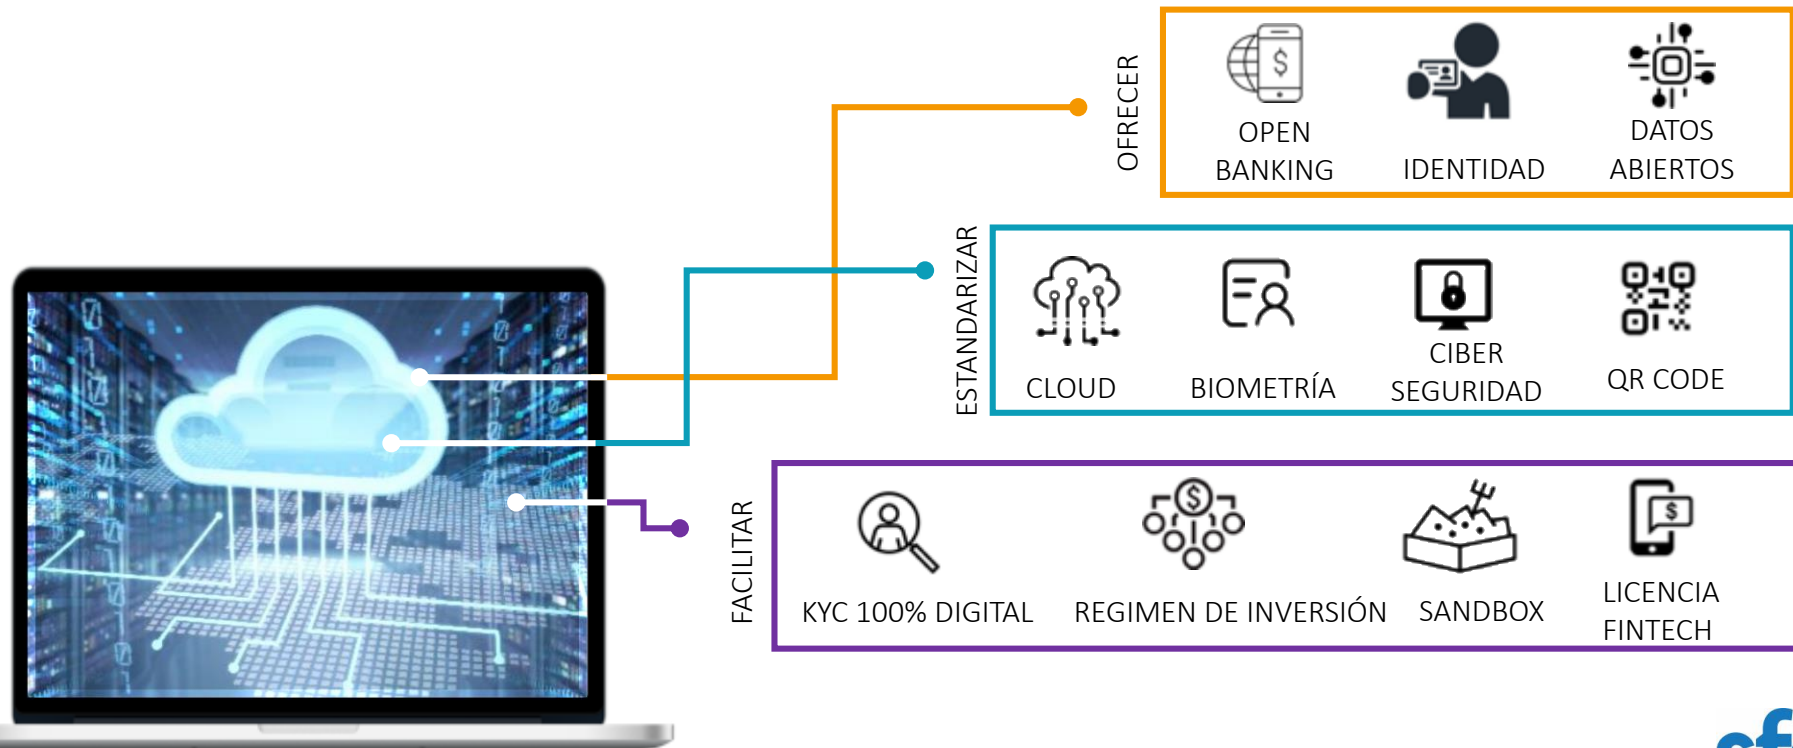 OFRECER
OPEN
BANKING
IDENTIDAD
DATOS
ABIERTOS
ESTANDARIZAR
CLOUD
BIOMETRÍA
CIBER
SEGURIDAD
QR CODE
FACILITAR
KYC 100% DIGITAL
REGIMEN DE INVERSIÓN
SANDBOX
LICENCIA
FINTECH